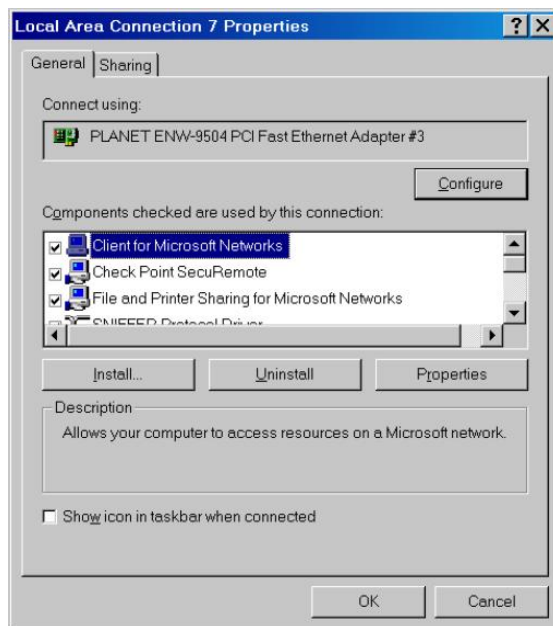 Local Area Connection 7 Properties
General
Sharing
Connect using:
PLANET ENW-9504 PCI Fast Ethernet Adapter #3
Configure
Components checked are used by this connection:
Client for Microsoft Networks
Check Point SecuRemote
File and Printer Sharing for Microsoft Networks
SNIFFER Protocol Driver
Install...
Uninstall
Properties
Description
Allows your computer to access resources on a Microsoft network.
Show icon in taskbar when connected
OK
Cancel